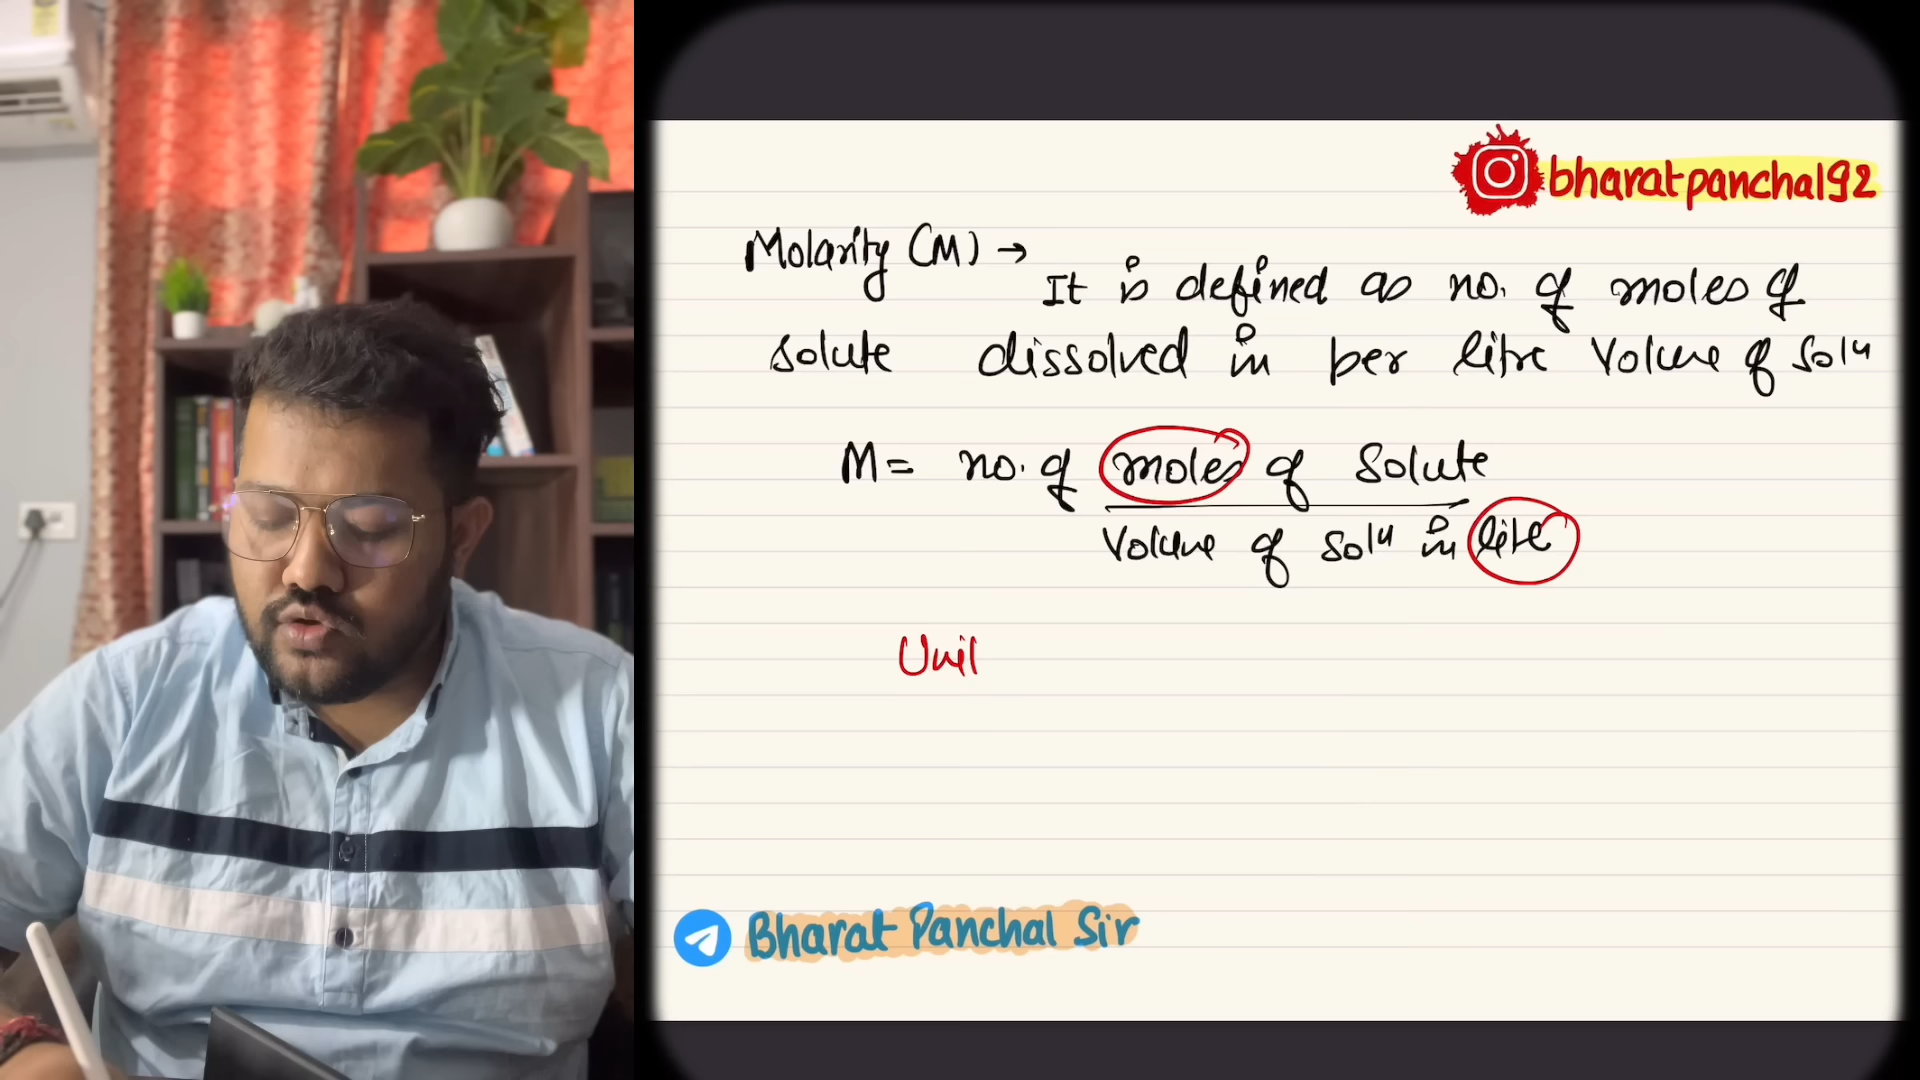 bharatpanchal92
Molarity (M) →
It is defined as no. of moles of
solute dissolved in per litre Volume of solⁿ
M = no. of moles of Solute
Volume of solⁿ in litre
Unit
Bharat Panchal Sir